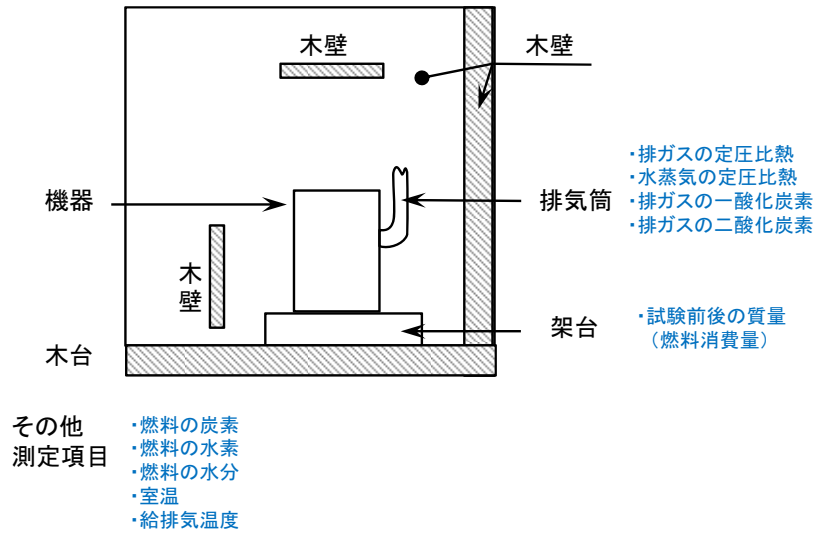 木壁
木壁
機器
排気筒
・排ガスの定圧比熱
・水蒸気の定圧比熱
・排ガスの一酸化炭素
・排ガスの二酸化炭素
木
壁
架台
・試験前後の質量
（燃料消費量）
木台
その他
測定項目
・燃料の炭素
・燃料の水素
・燃料の水分
・室温
・給排気温度